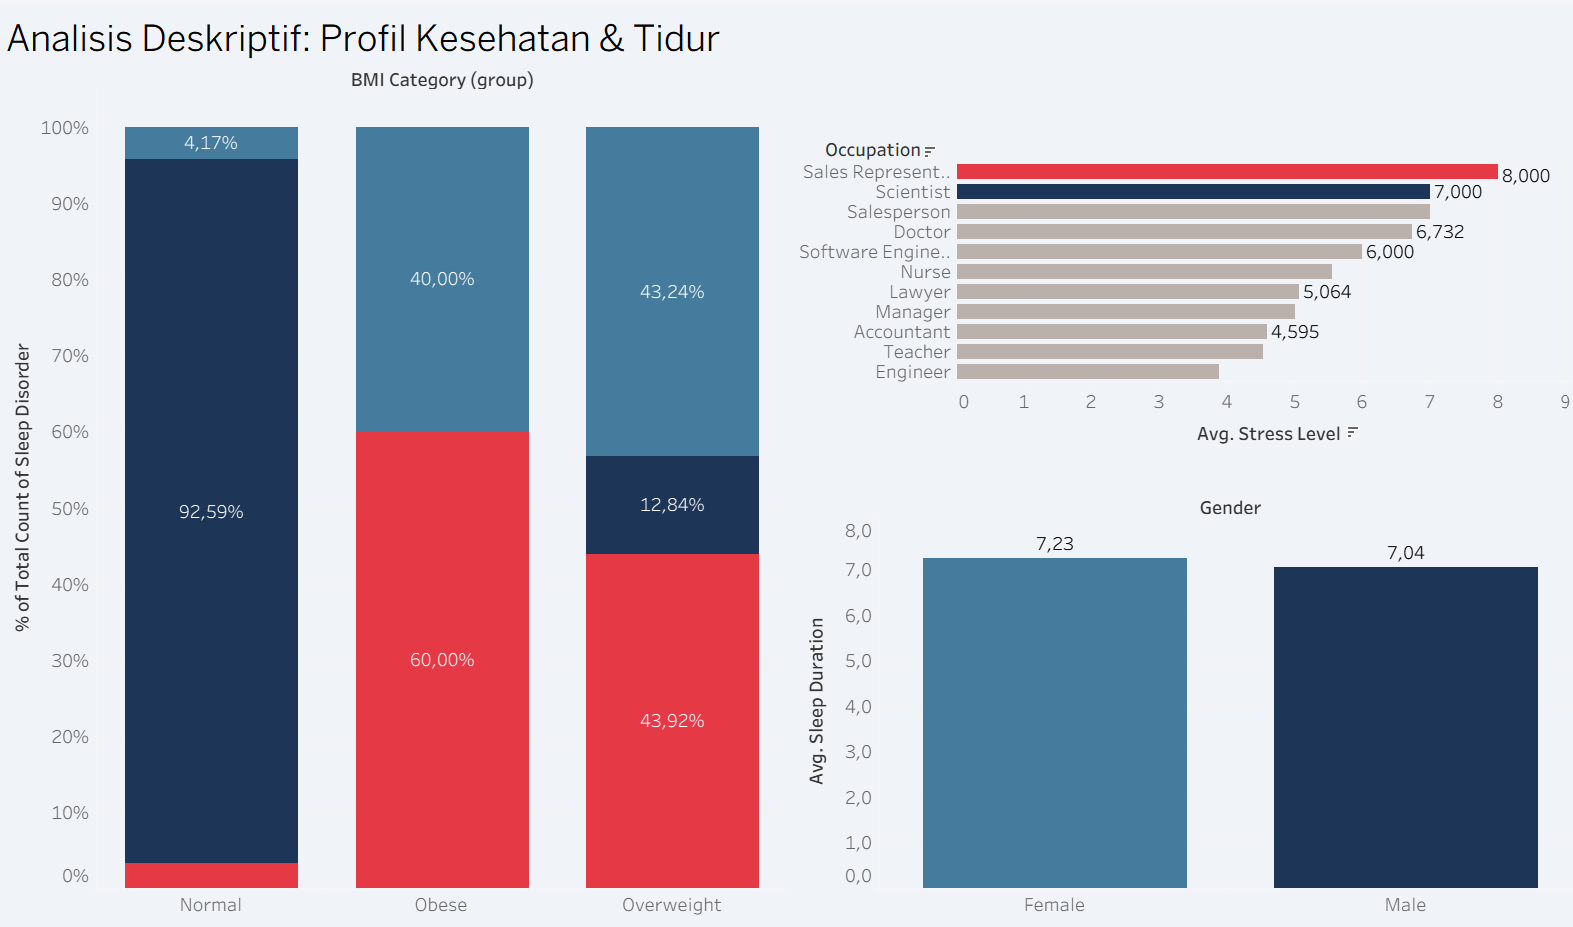 Analisis Deskriptif: Profil Kesehatan & Tidur
BMI Category (group)
% of Total Count of Sleep Disorder
100%
90%
80%
70%
60%
50%
40%
30%
20%
10%
0%
4,17%
92,59%
40,00%
60,00%
43,24%
12,84%
43,92%
Normal
Obese
Overweight
Occupation
Sales Represent.. 8,000
Scientist 7,000
Salesperson
Doctor 6,732
Software Engine.. 6,000
Nurse
Lawyer 5,064
Manager
Accountant 4,595
Teacher
Engineer
0 1 2 3 4 5 6 7 8 9
Avg. Stress Level
Gender
Avg. Sleep Duration
8,0
7,0
6,0
5,0
4,0
3,0
2,0
1,0
0,0
7,23
7,04
Female
Male